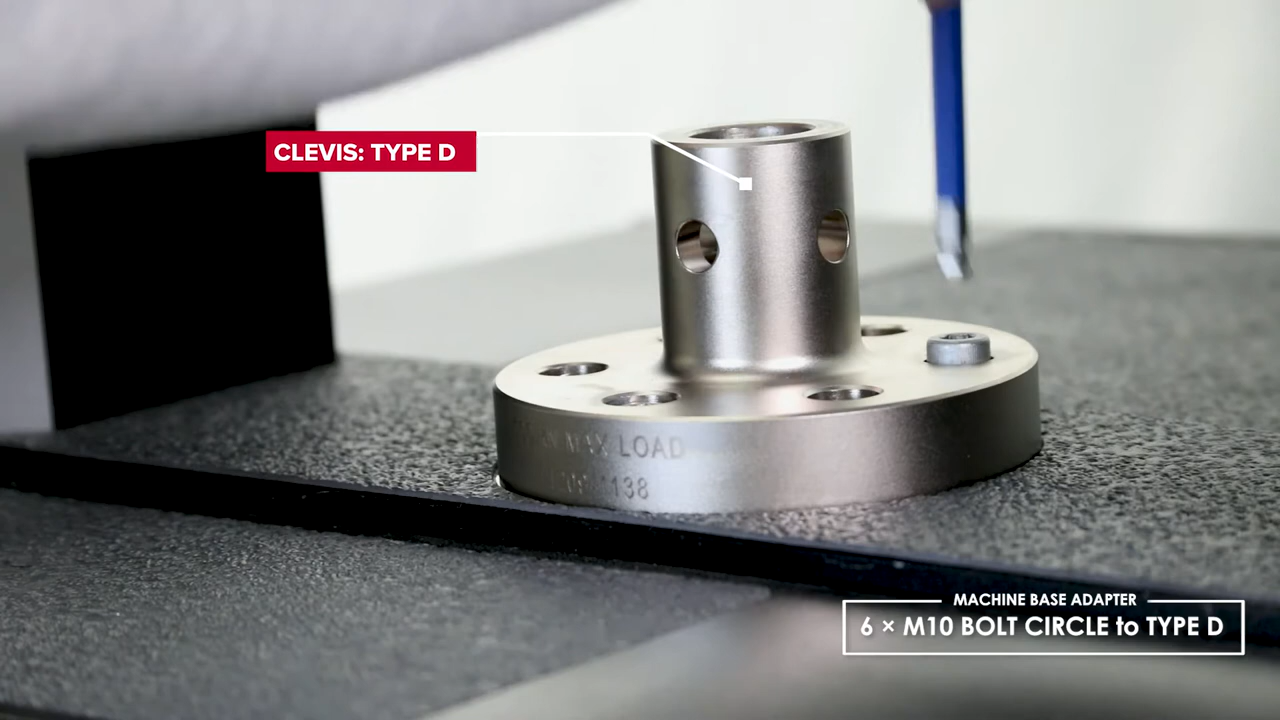 CLEVIS: TYPE D
MAX LOAD
138
MACHINE BASE ADAPTER
6 × M10 BOLT CIRCLE to TYPE D